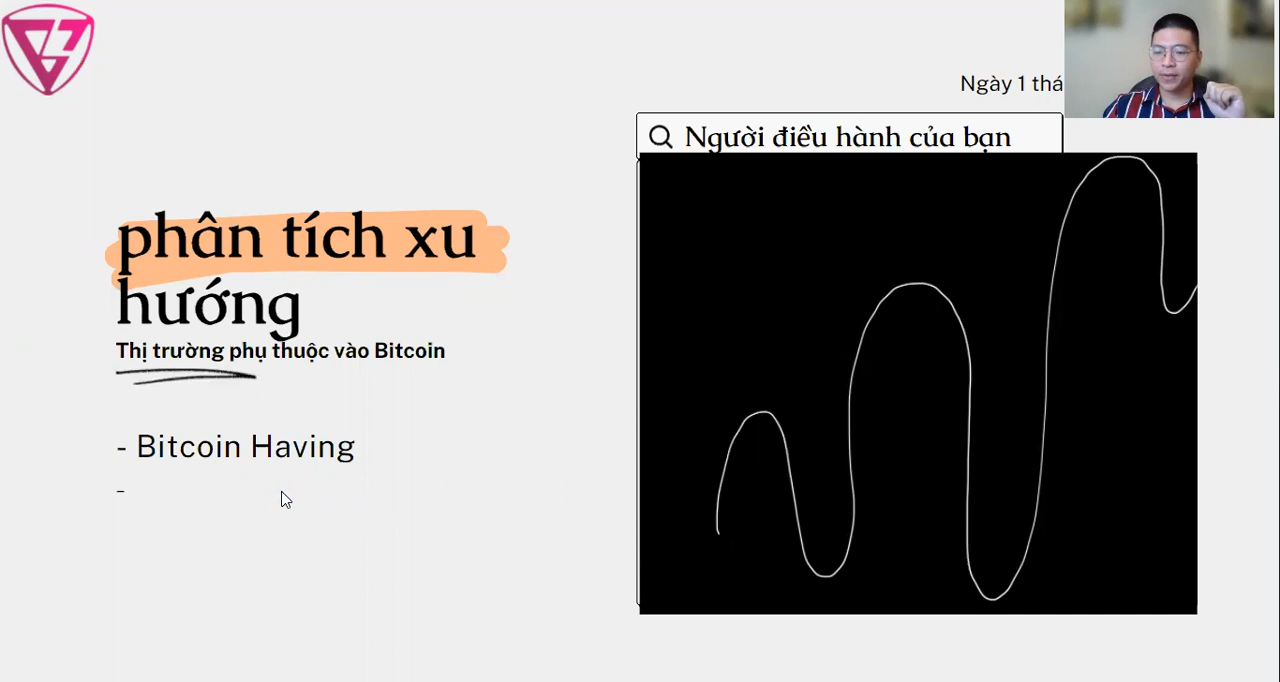 Ngày 1 thá
Người điều hành của bạn
phân tích xu
hướng
Thị trường phụ thuộc vào Bitcoin
- Bitcoin Having
-